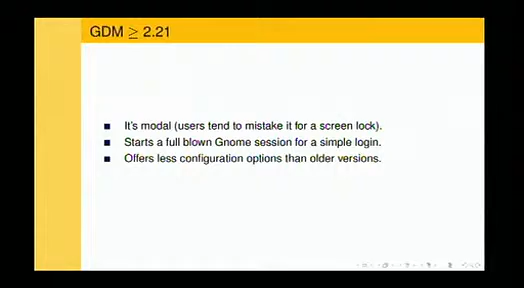 GDM ≥ 2.21
It's modal (users tend to mistake it for a screen lock).
Starts a full blown Gnome session for a simple login.
Offers less configuration options than older versions.